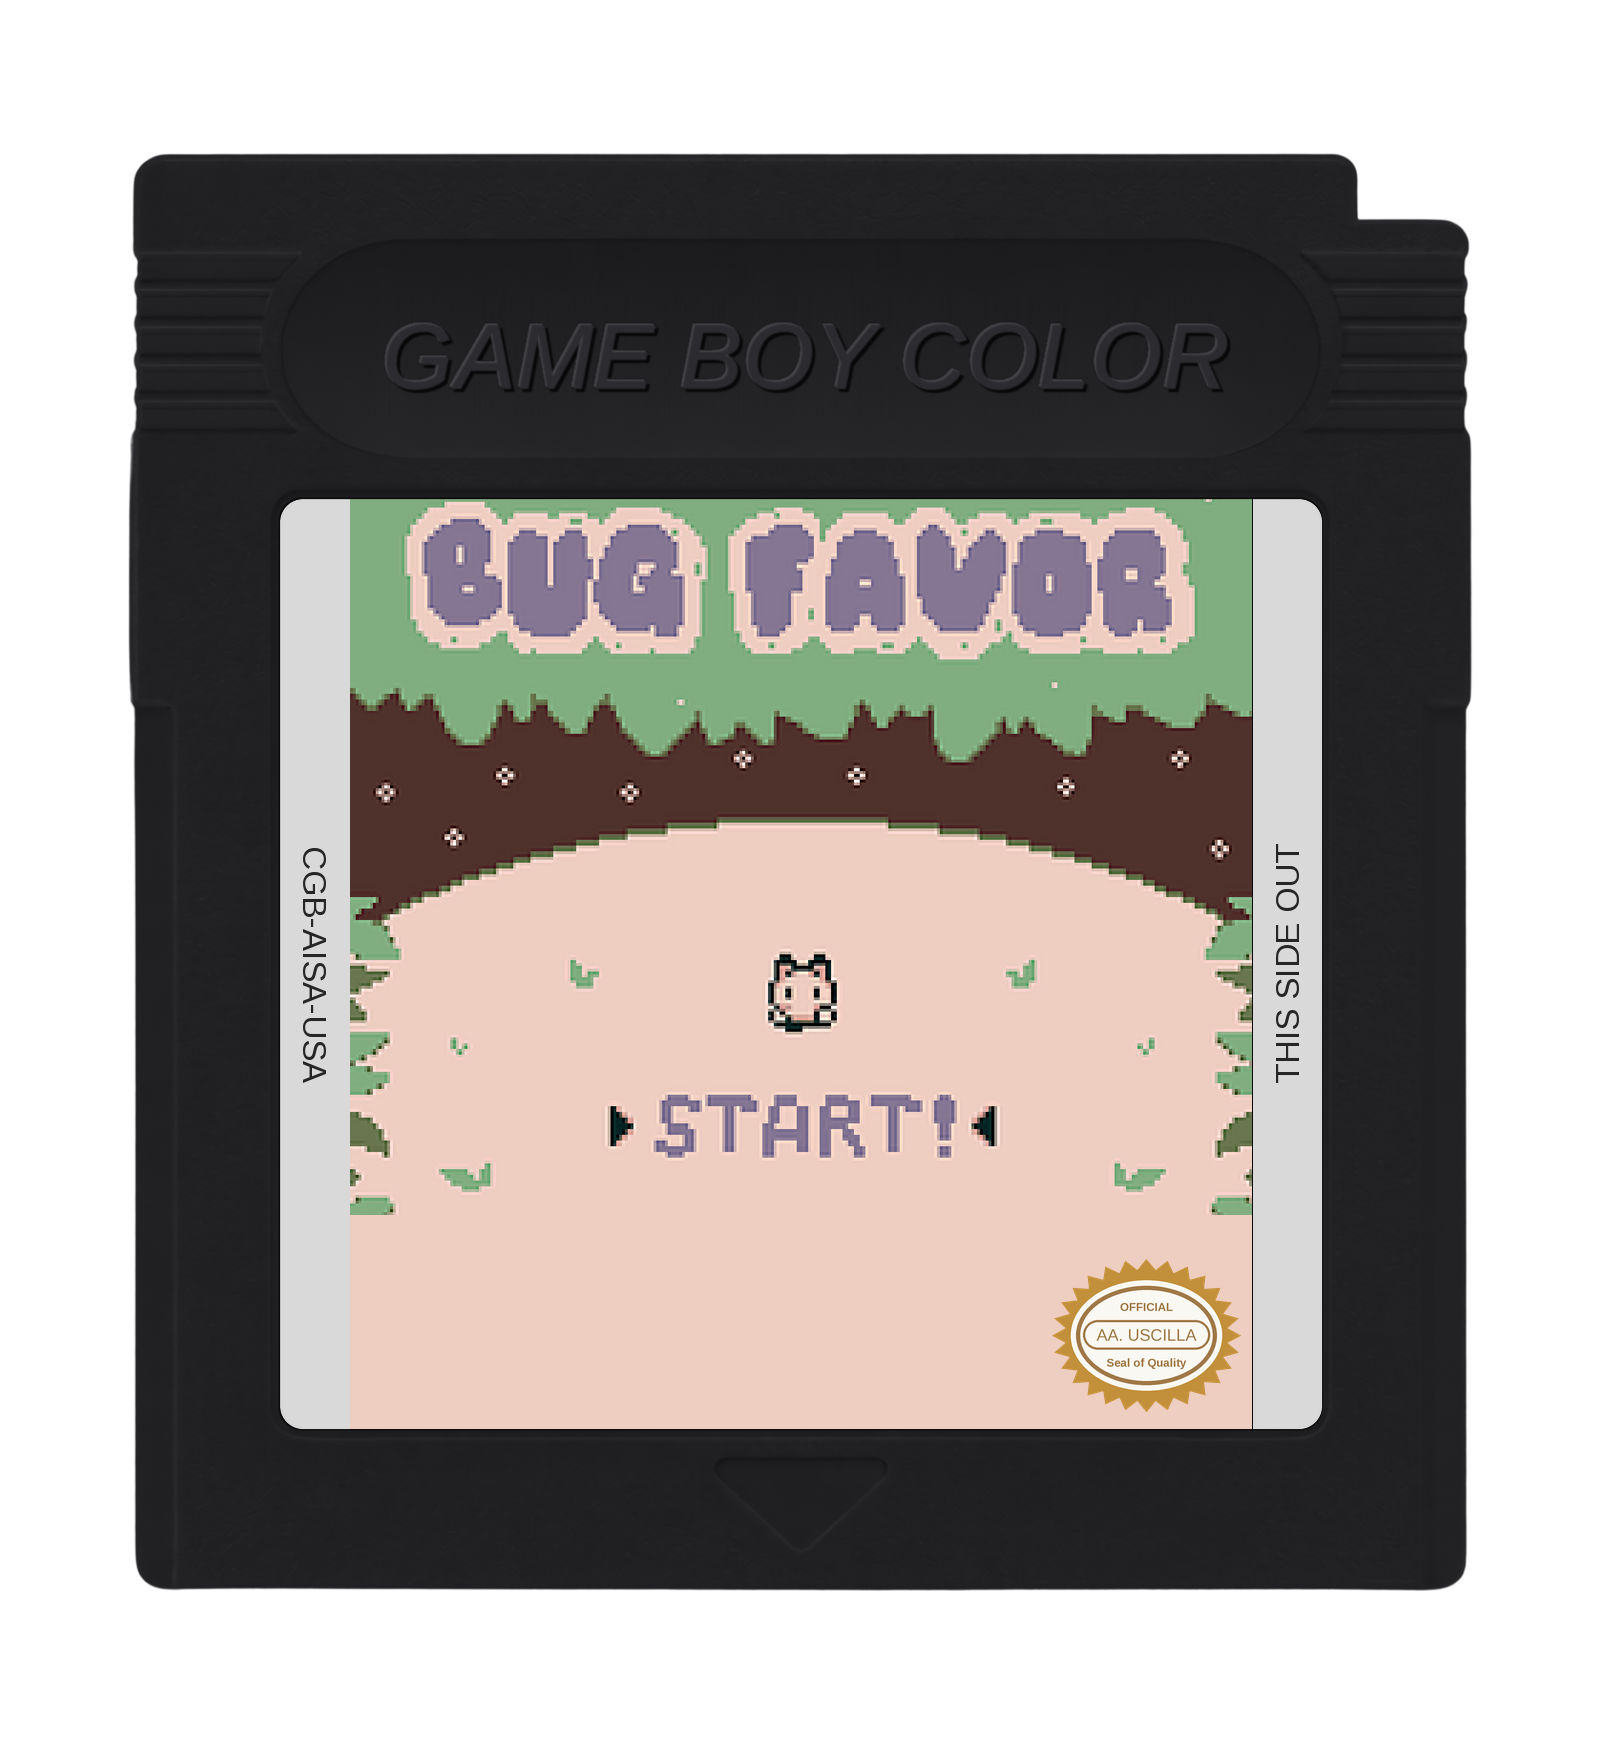 GAME BOY COLOR
BUG FAVOR
CGB-AISA-USA
THIS SIDE OUT
START!
OFFICIAL
AA. USCILLA
Seal of Quality